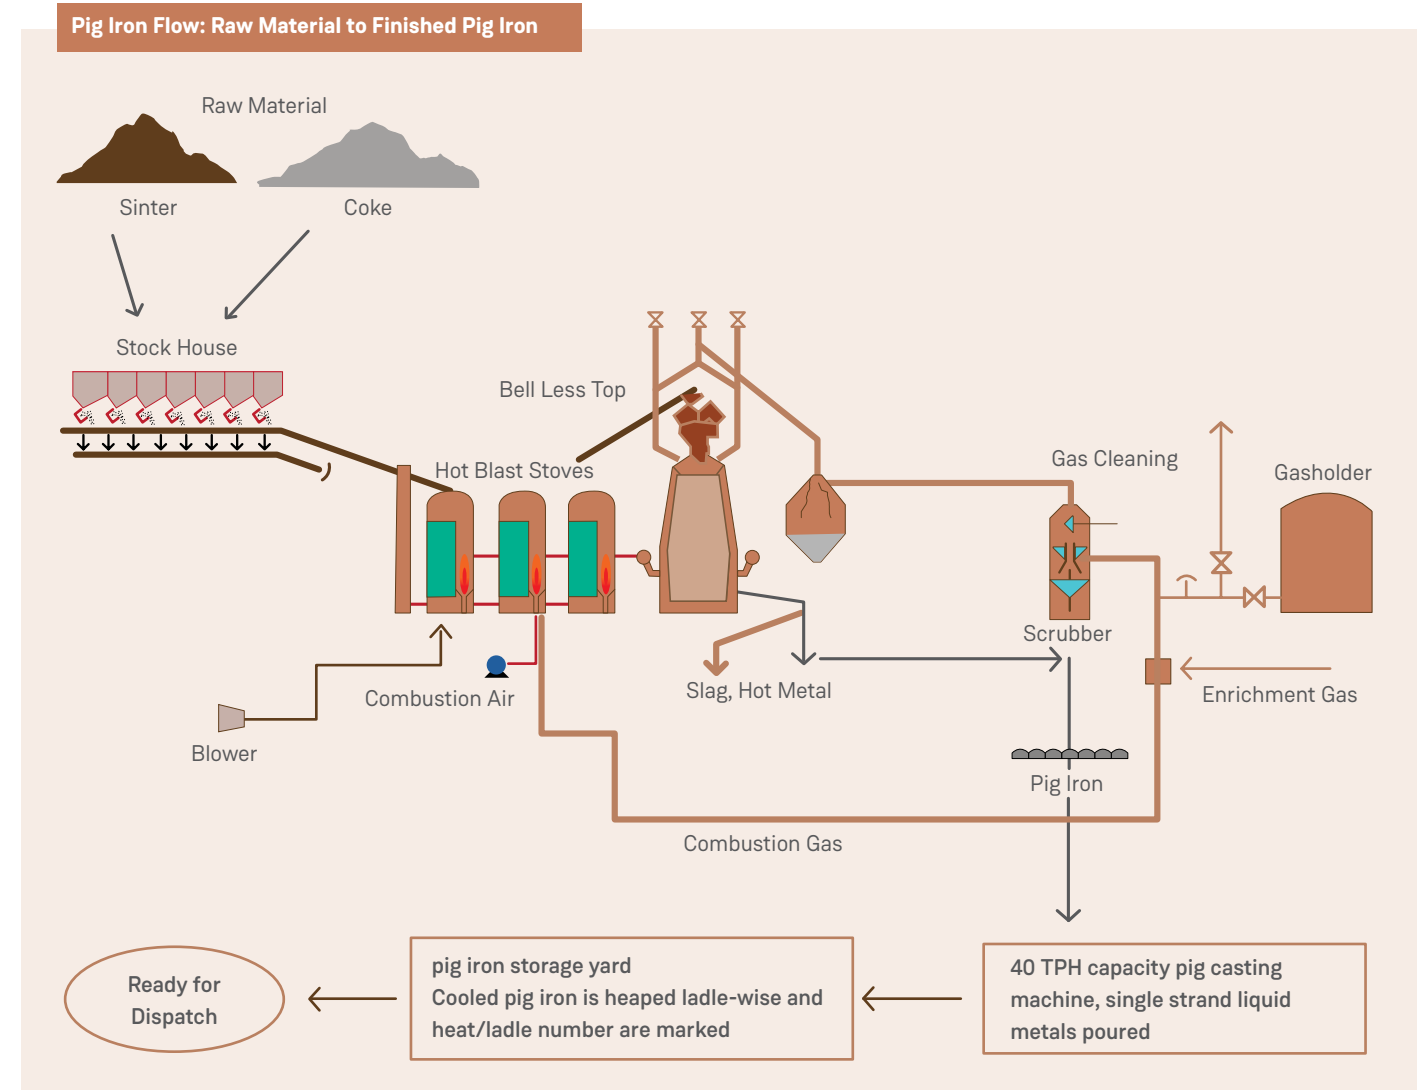 Pig Iron Flow: Raw Material to Finished Pig Iron
Raw Material
Sinter
Coke
Stock House
Bell Less Top
Hot Blast Stoves
Gas Cleaning
Gasholder
Scrubber
Slag, Hot Metal
Enrichment Gas
Combustion Air
Blower
Pig Iron
Combustion Gas
40 TPH capacity pig casting
machine, single strand liquid
metals poured
pig iron storage yard
Cooled pig iron is heaped ladle-wise and
heat/ladle number are marked
Ready for
Dispatch